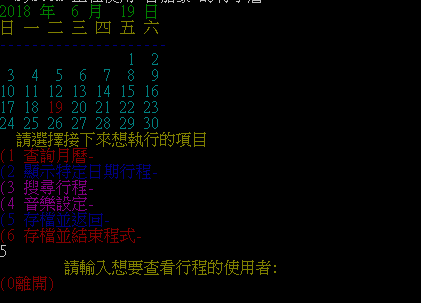 2018 年 6 月 19 日
日 一 二 三 四 五 六
1 2
3 4 5 6 7 8 9
10 11 12 13 14 15 16
17 18 19 20 21 22 23
24 25 26 27 28 29 30
請選擇接下來想執行的項目
(1 查詢月曆-
(2 顯示特定日期行程-
(3 搜尋行程-
(4 音樂設定-
(5 存檔並返回-
(6 存檔並結束程式-
5
請輸入想要查看行程的使用者:
(0離開)